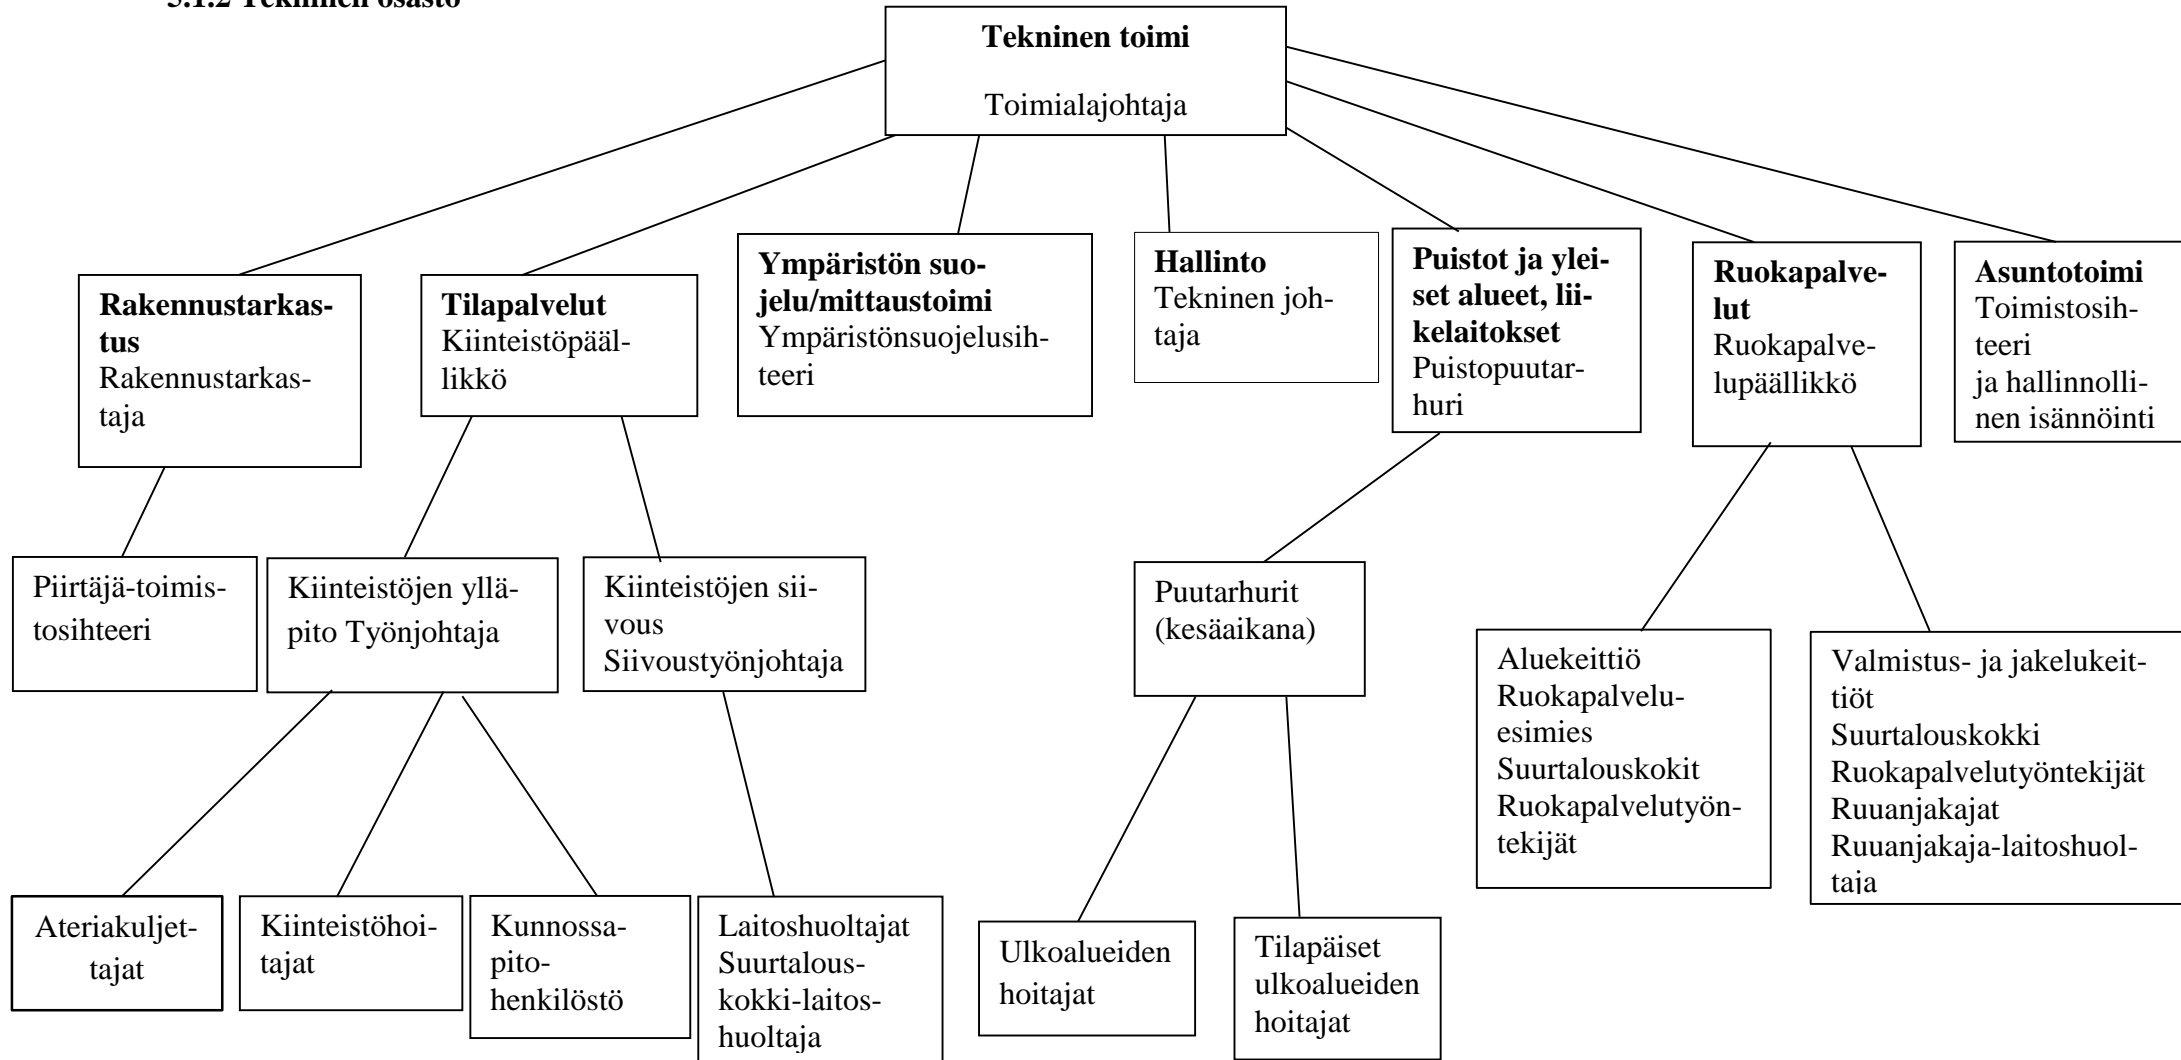 5.1.2 Tekninen osasto
Tekninen toimi
Toimialajohtaja
Rakennustarkas-
tus
Rakennustarkas-
taja
Tilapalvelut
Kiinteistöpääl-
likkö
Ympäristön suo-
jelu/mittaustoimi
Ympäristönsuojelusih-
teeri
Hallinto
Tekninen joh-
taja
Puistot ja ylei-
set alueet, lii-
kelaitokset
Puistopuutar-
huri
Ruokapalve-
lut
Ruokapalve-
lupäällikkö
Asuntotoimi
Toimistosih-
teeri
ja hallinnolli-
nen isännöinti
Piirtäjä-toimis-
tosihteeri
Kiinteistöjen yllä-
pito Työnjohtaja
Kiinteistöjen sii-
vous
Siivoustyönjohtaja
Puutarhurit
(kesäaikana)
Aluekeittiö
Ruokapalvelu-
esimies
Suurtalouskokit
Ruokapalvelutyön-
tekijät
Valmistus- ja jakelukeit-
tiöt
Suurtalouskokki
Ruokapalvelutyöntekijät
Ruuanjakajat
Ruuanjakaja-laitoshuol-
taja
Ateriakuljet-
tajat
Kiinteistöhoi-
tajat
Kunnossa-
pito-
henkilöstö
Laitoshuoltajat
Suurtalous-
kokki-laitos-
huoltaja
Ulkoalueiden
hoitajat
Tilapäiset
ulkoalueiden
hoitajat